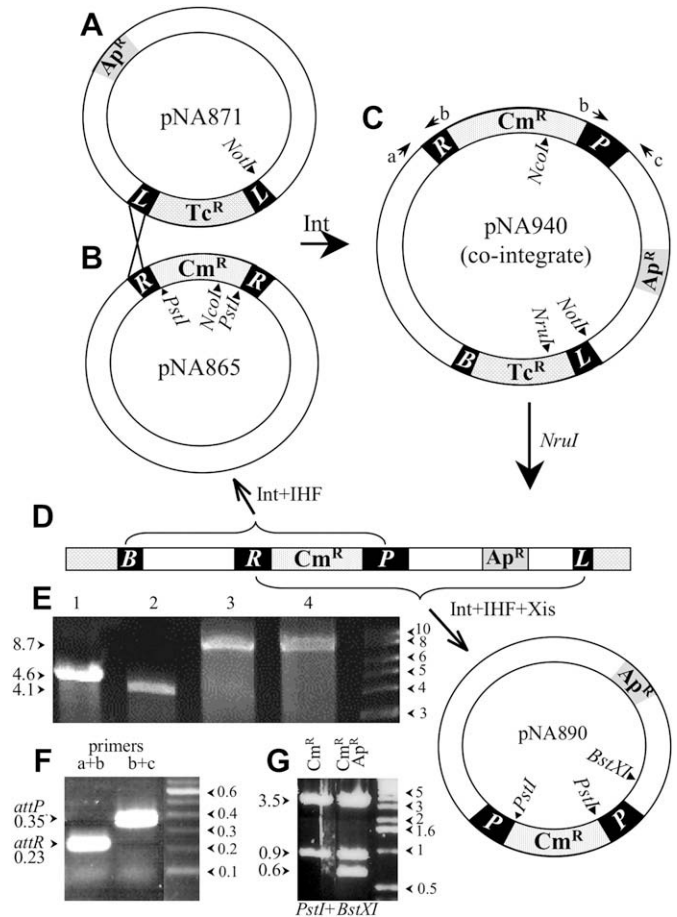 A
Ap^R
pNA871
NotI
L
Tc^R
L
B
R
Cm^R
R
PstI
NcoI
PstI
pNA865
Int
C
a
b
b
c
R
Cm^R
P
NcoI
pNA940
(co-integrate)
Ap^R
NruI
NotI
B
Tc^R
L
NruI
Int+IHF
D
B
R
Cm^R
P
Ap^R
L
Int+IHF+Xis
E
1 2 3 4
8.7
4.6
4.1
10
8
6
5
4
3
F
primers
a+b b+c
attP
0.35
attR
0.23
0.6
0.4
0.3
0.2
0.1
G
Cm^R
Cm^R
Ap^R
3.5
0.9
0.6
5
3
2
1.6
1
0.5
PstI+BstXI
pNA890
Ap^R
BstXI
PstI
PstI
P
Cm^R
P